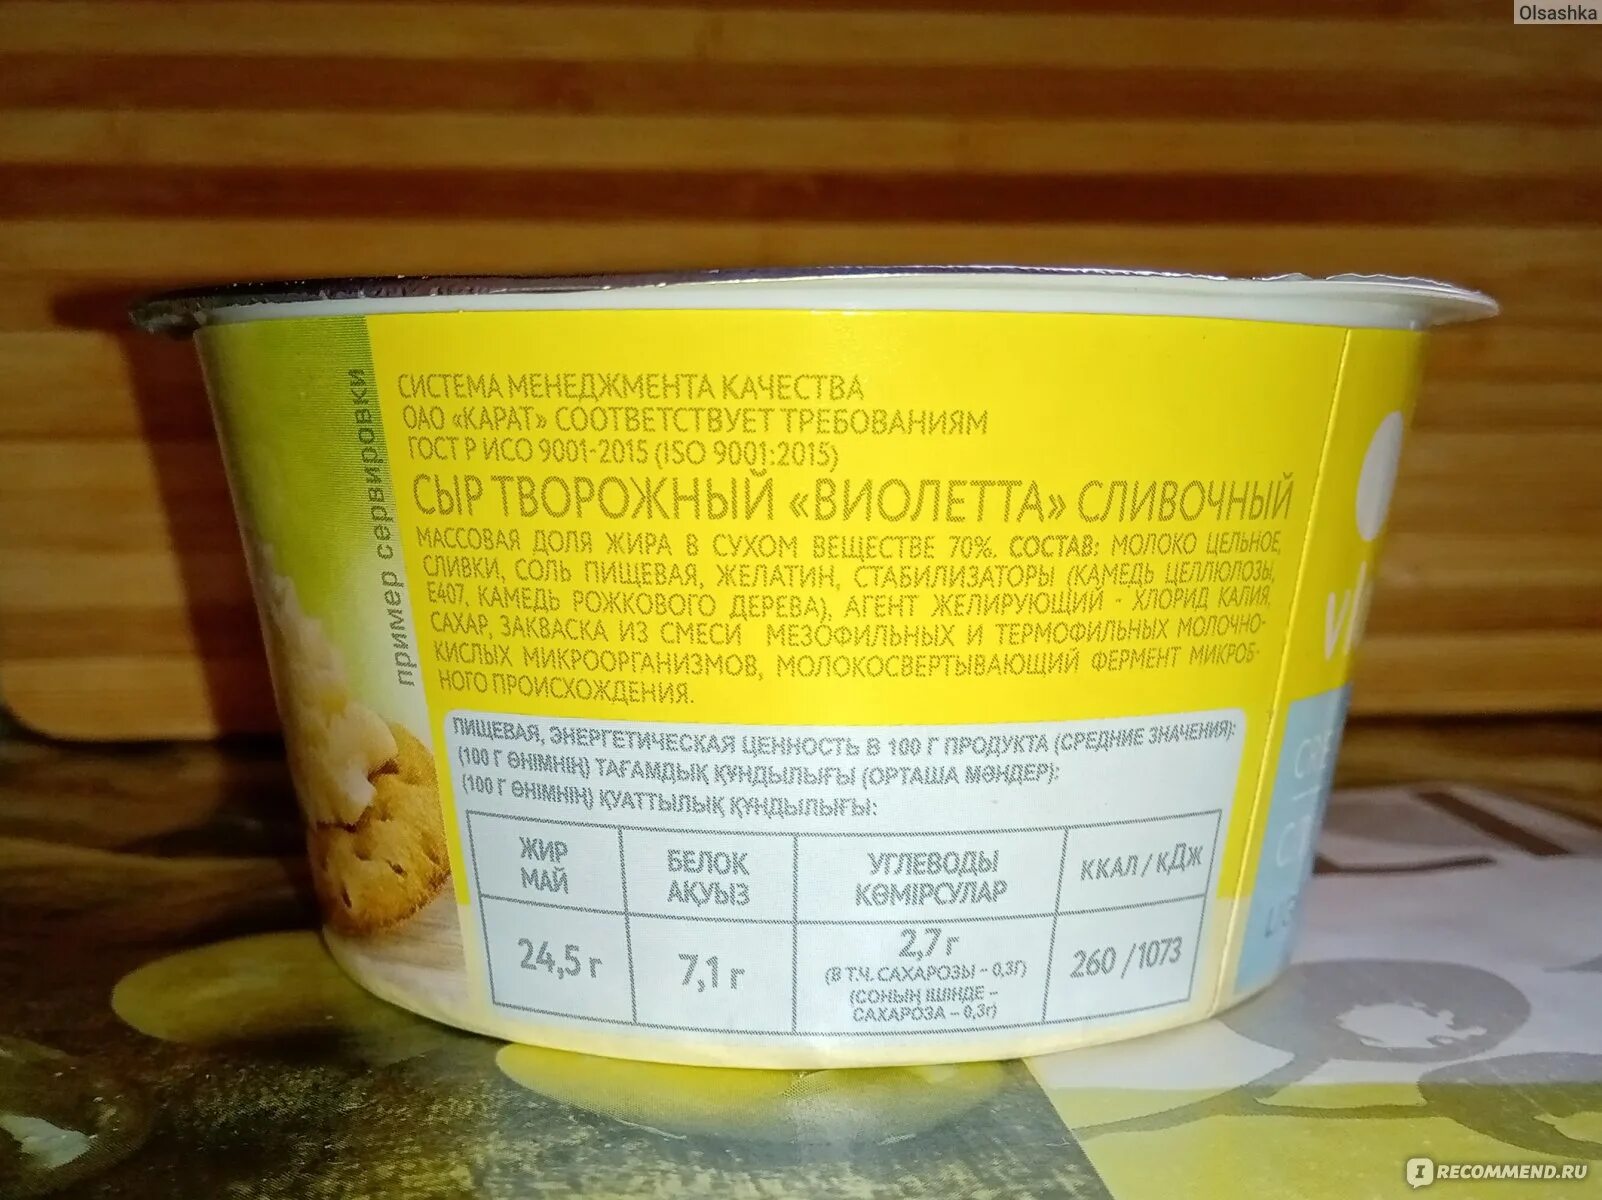 Olsashka
пример сервировки
СИСТЕМА МЕНЕДЖМЕНТА КАЧЕСТВА
ОАО «КАРАТ» СООТВЕТСТВУЕТ ТРЕБОВАНИЯМ
ГОСТ Р ИСО 9001-2015 (ISO 9001:2015)
СЫР ТВОРОЖНЫЙ «ВИОЛЕТТА» СЛИВОЧНЫЙ
МАССОВАЯ ДОЛЯ ЖИРА В СУХОМ ВЕЩЕСТВЕ 70%. СОСТАВ: МОЛОКО ЦЕЛЬНОЕ,
СЛИВКИ, СОЛЬ ПИЩЕВАЯ, ЖЕЛАТИН, СТАБИЛИЗАТОРЫ (КАМЕДЬ ЦЕЛЛЮЛОЗЫ,
Е407, КАМЕДЬ РОЖКОВОГО ДЕРЕВА), АГЕНТ ЖЕЛИРУЮЩИЙ - ХЛОРИД КАЛИЯ,
САХАР, ЗАКВАСКА ИЗ СМЕСИ МЕЗОФИЛЬНЫХ И ТЕРМОФИЛЬНЫХ МОЛОЧНО-
КИСЛЫХ МИКРООРГАНИЗМОВ, МОЛОКОСВЕРТЫВАЮЩИЙ ФЕРМЕНТ МИКРОБ-
НОГО ПРОИСХОЖДЕНИЯ.
ПИЩЕВАЯ, ЭНЕРГЕТИЧЕСКАЯ ЦЕННОСТЬ В 100 Г ПРОДУКТА (СРЕДНИЕ ЗНАЧЕНИЯ):
(100 Г ӨНІМНІҢ) ТАҒАМДЫҚ ҚҰНДЫЛЫҒЫ (ОРТАША МӘНДЕР):
(100 Г ӨНІМНІҢ) ҚУАТТЫЛЫҚ ҚҰНДЫЛЫҒЫ:
ЖИР БЕЛОК УГЛЕВОДЫ ККАЛ / КДЖ
МАЙ АҚУЫЗ КӨМІРСУЛАР
24,5 г 7,1 г 2,7 г 260 /1073
(В Т.Ч. САХАРОЗЫ – 0,3Г)
(СОНЫҢ ІШІНДЕ –
САХАРОЗА – 0,3г)
IRECOMMEND.RU